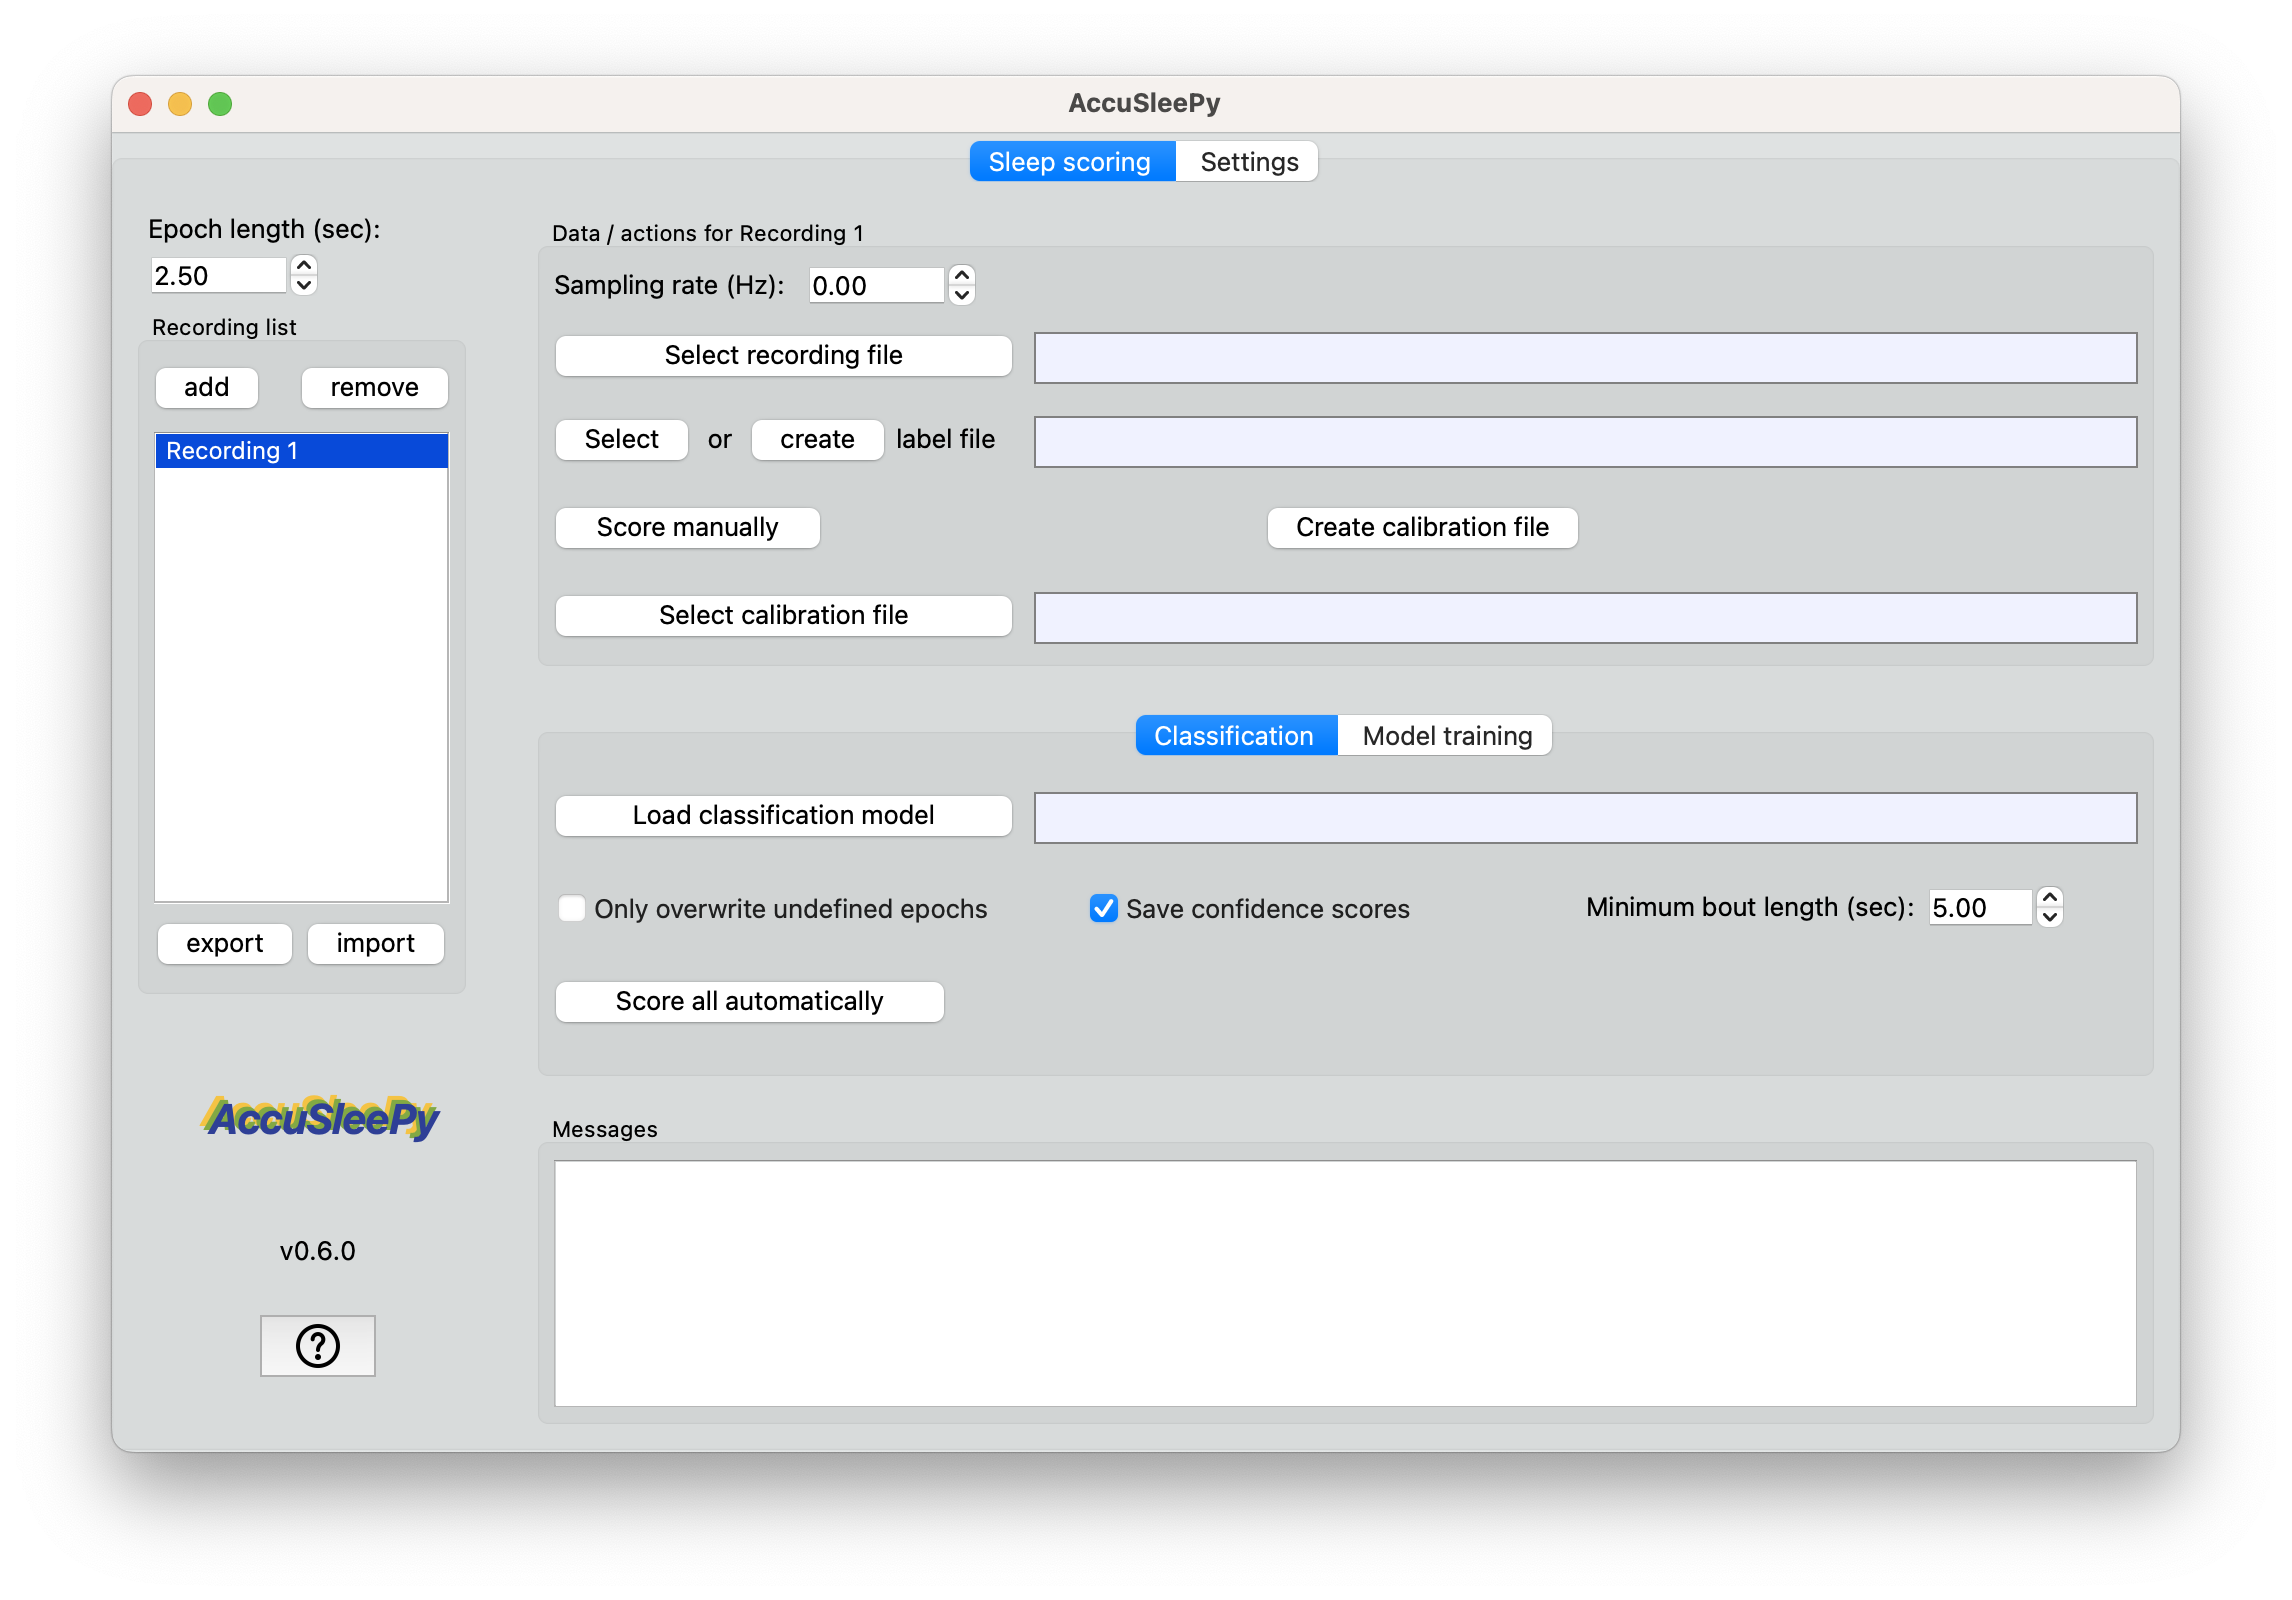 AccuSleePy
Sleep scoring Settings
Epoch length (sec):
2.50
Recording list
add remove
Recording 1
export import
AccuSleePy
v0.6.0
?
Data / actions for Recording 1
Sampling rate (Hz): 0.00
Select recording file
Select or create label file
Score manually Create calibration file
Select calibration file
Classification Model training
Load classification model
Only overwrite undefined epochs Save confidence scores Minimum bout length (sec): 5.00
Score all automatically
Messages